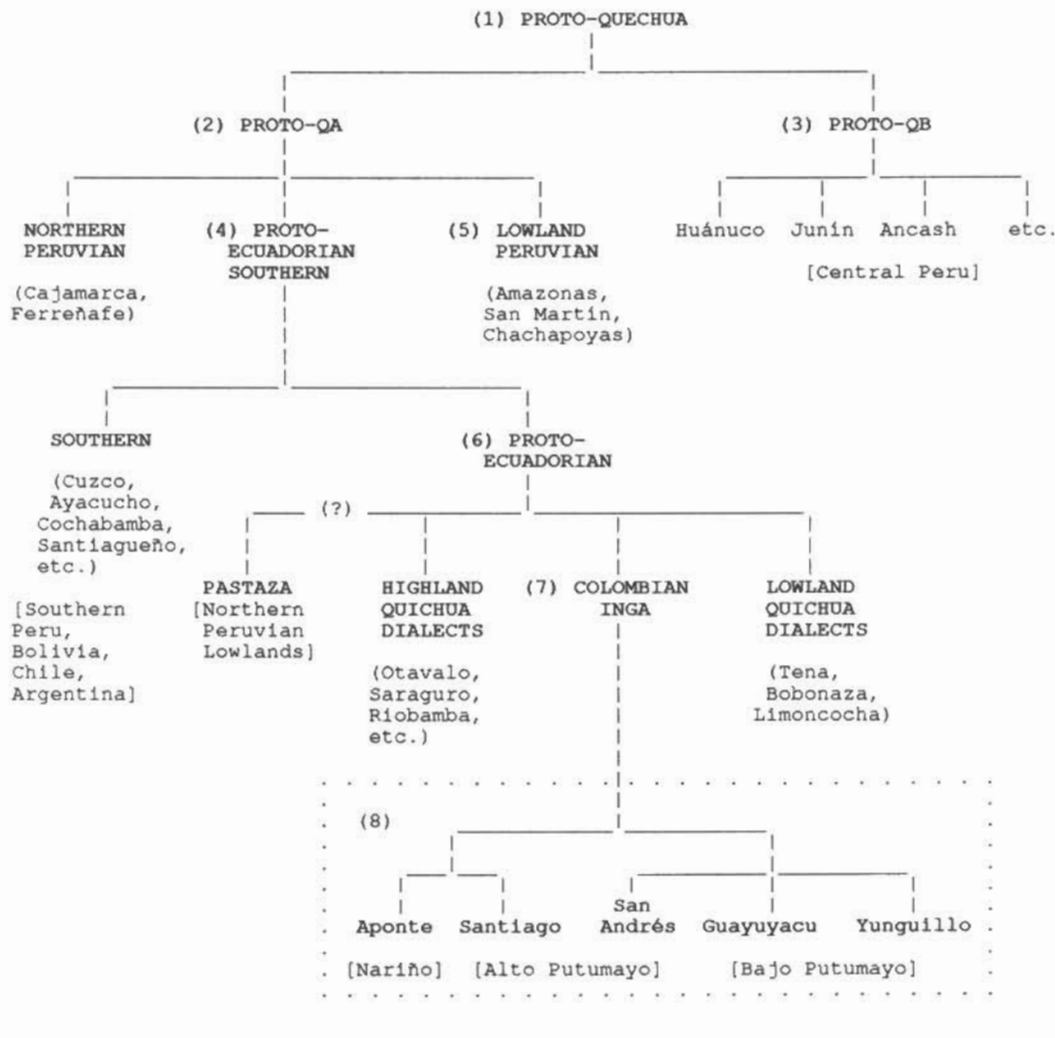 (1) PROTO-QUECHUA
(2) PROTO-QA
(3) PROTO-QB
NORTHERN
PERUVIAN
(Cajamarca,
Ferreñafe)
(4) PROTO-
ECUADORIAN
SOUTHERN
(5) LOWLAND
PERUVIAN
(Amazonas,
San Martín,
Chachapoyas)
Huánuco Junín Ancash etc.
[Central Peru]
SOUTHERN
(Cuzco,
Ayacucho,
Cochabamba,
Santiagueño,
etc.)
[Southern
Peru,
Bolivia,
Chile,
Argentina]
(6) PROTO-
ECUADORIAN
(?)
PASTAZA
[Northern
Peruvian
Lowlands]
HIGHLAND
QUICHUA
DIALECTS
(Otavalo,
Saraguro,
Riobamba,
etc.)
(7) COLOMBIAN
INGA
LOWLAND
QUICHUA
DIALECTS
(Tena,
Bobonaza,
Limoncocha)
(8)
Aponte Santiago San
Andrés Guayuyacu Yunguillo
[Nariño] [Alto Putumayo] [Bajo Putumayo]